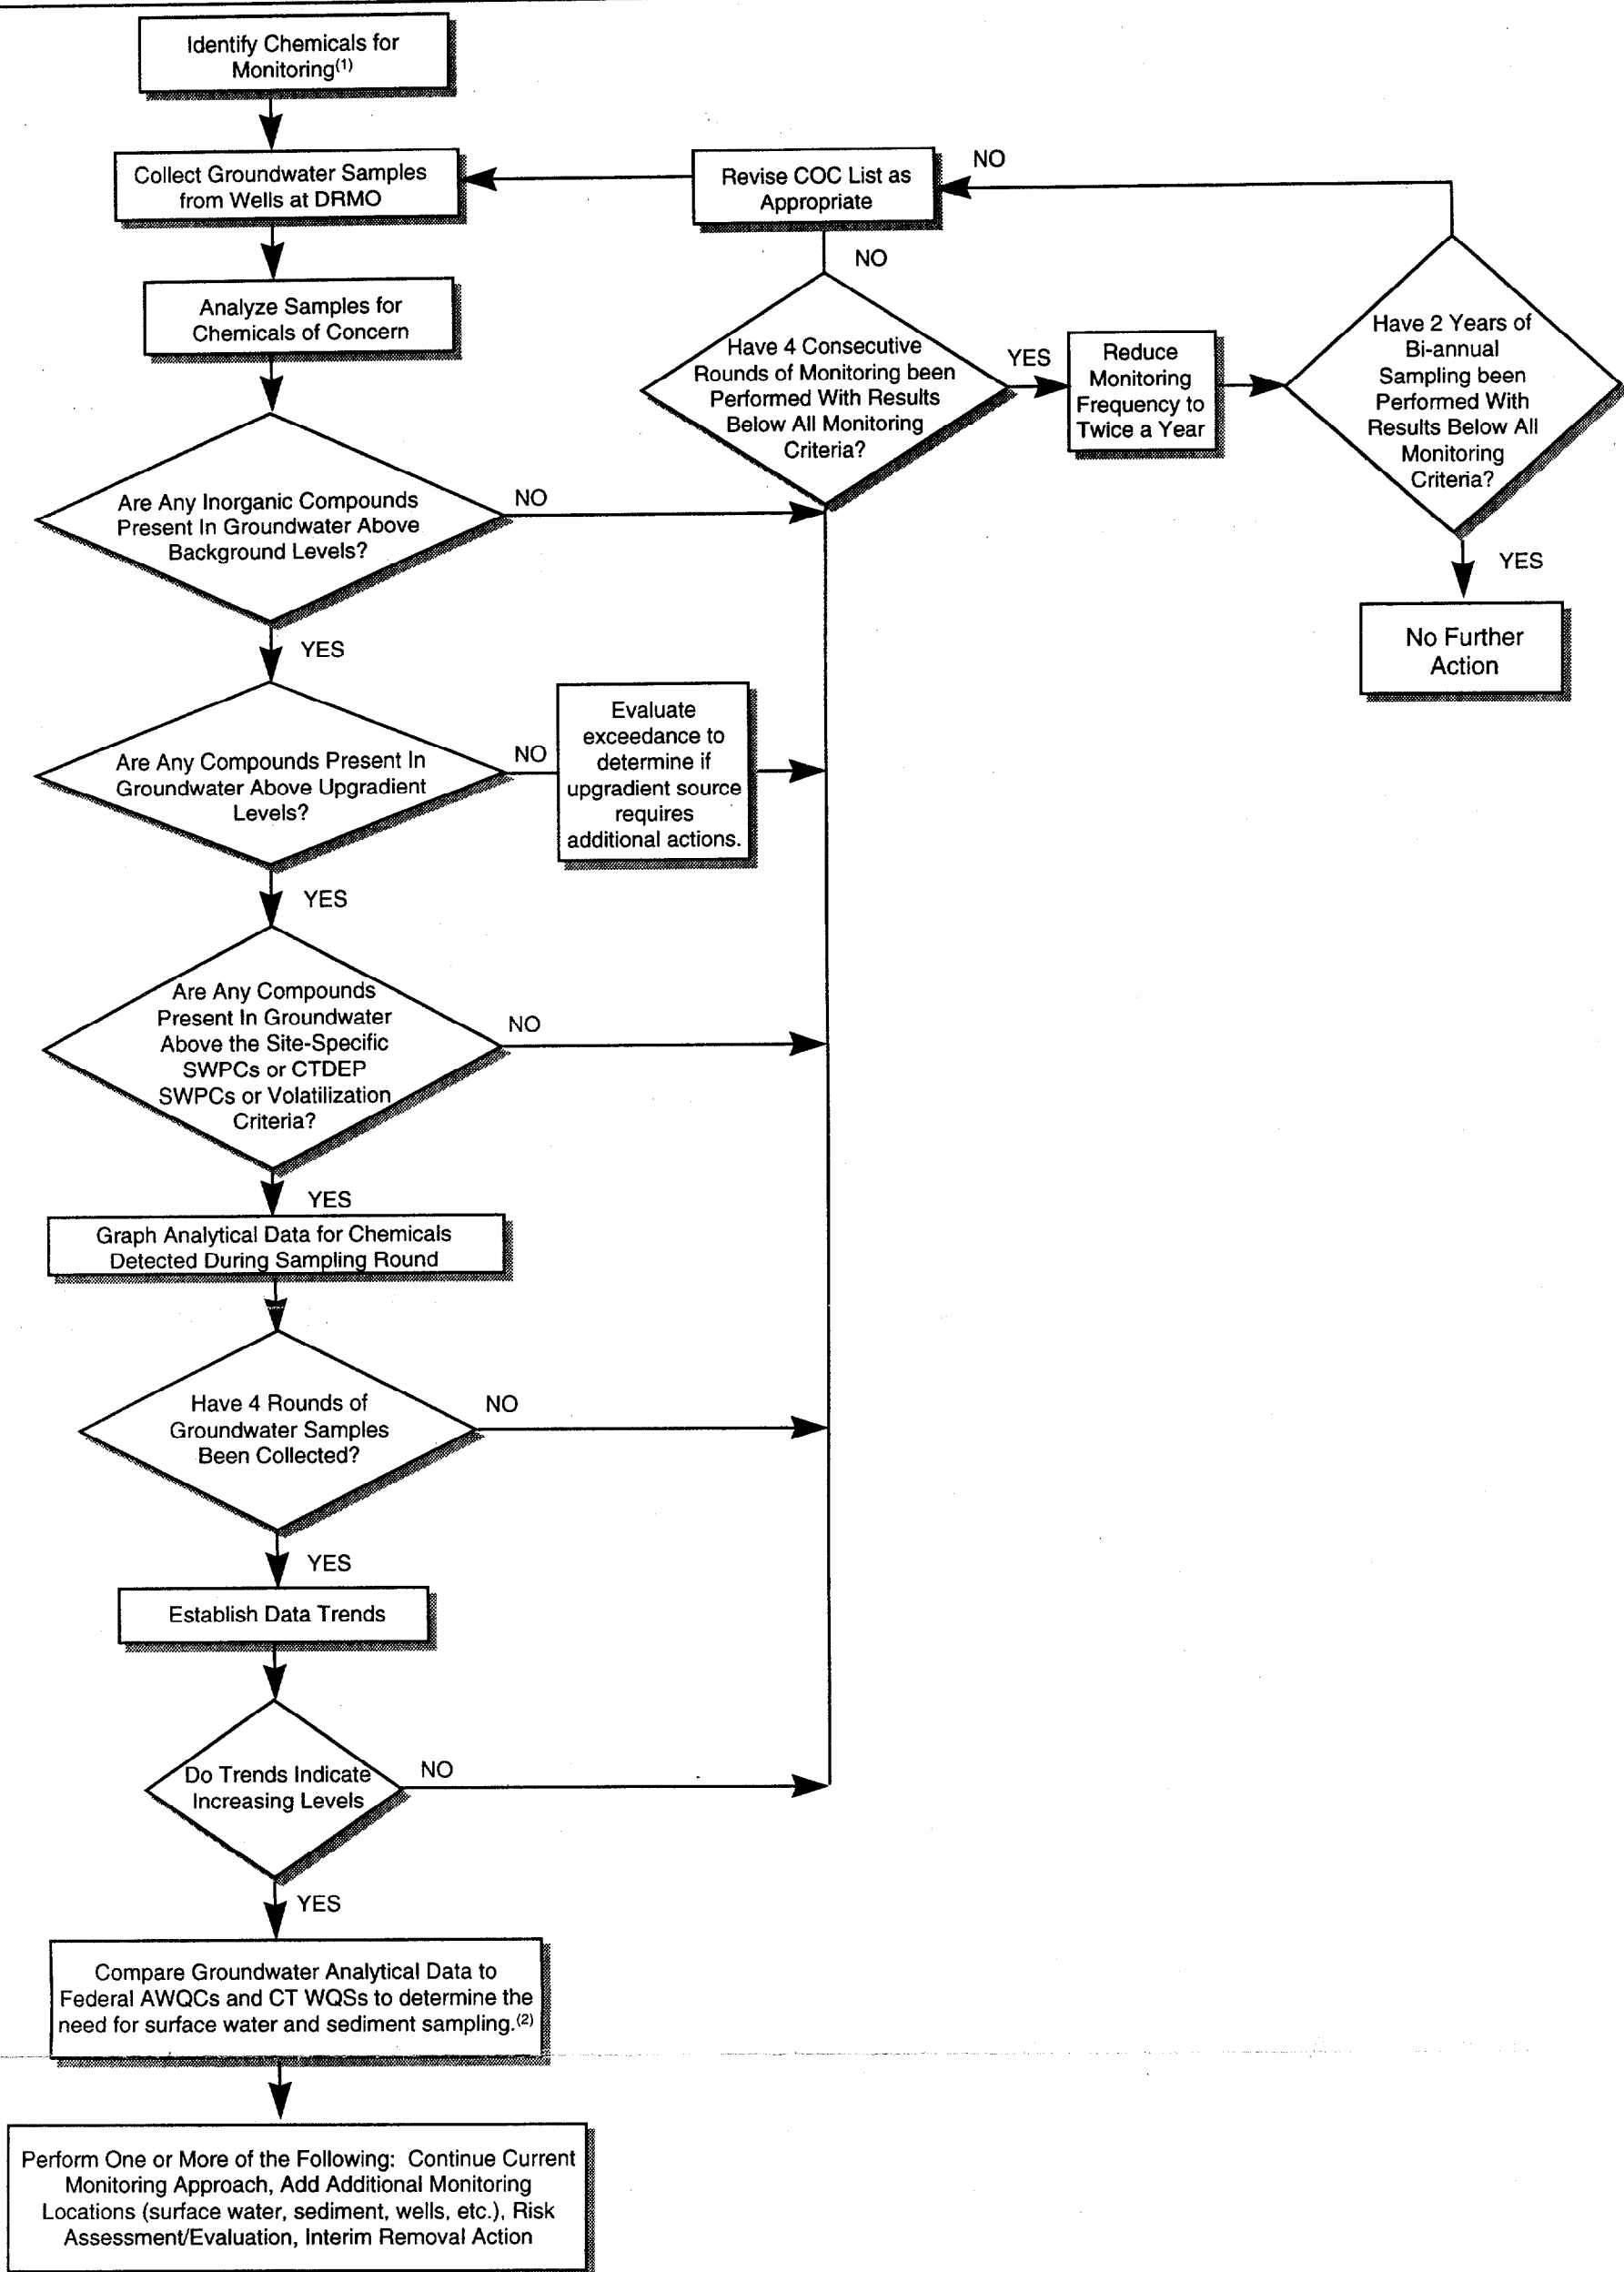 Identify Chemicals for
Monitoring(1)
Collect Groundwater Samples
from Wells at DRMO
Revise COC List as
Appropriate
NO
Analyze Samples for
Chemicals of Concern
NO
Have 4 Consecutive
Rounds of Monitoring been
Performed With Results
Below All Monitoring
Criteria?
YES
Reduce
Monitoring
Frequency to
Twice a Year
Have 2 Years of
Bi-annual
Sampling been
Performed With
Results Below All
Monitoring
Criteria?
YES
No Further
Action
Are Any Inorganic Compounds
Present In Groundwater Above
Background Levels?
NO
YES
Are Any Compounds Present In
Groundwater Above Upgradient
Levels?
NO
Evaluate
exceedance to
determine if
upgradient source
requires
additional actions.
YES
Are Any Compounds
Present In Groundwater
Above the Site-Specific
SWPCs or CTDEP
SWPCs or Volatilization
Criteria?
NO
YES
Graph Analytical Data for Chemicals
Detected During Sampling Round
Have 4 Rounds of
Groundwater Samples
Been Collected?
NO
YES
Establish Data Trends
Do Trends Indicate
Increasing Levels
NO
YES
Compare Groundwater Analytical Data to
Federal AWQCs and CT WQSs to determine the
need for surface water and sediment sampling.(2)
Perform One or More of the Following: Continue Current
Monitoring Approach, Add Additional Monitoring
Locations (surface water, sediment, wells, etc.), Risk
Assessment/Evaluation, Interim Removal Action